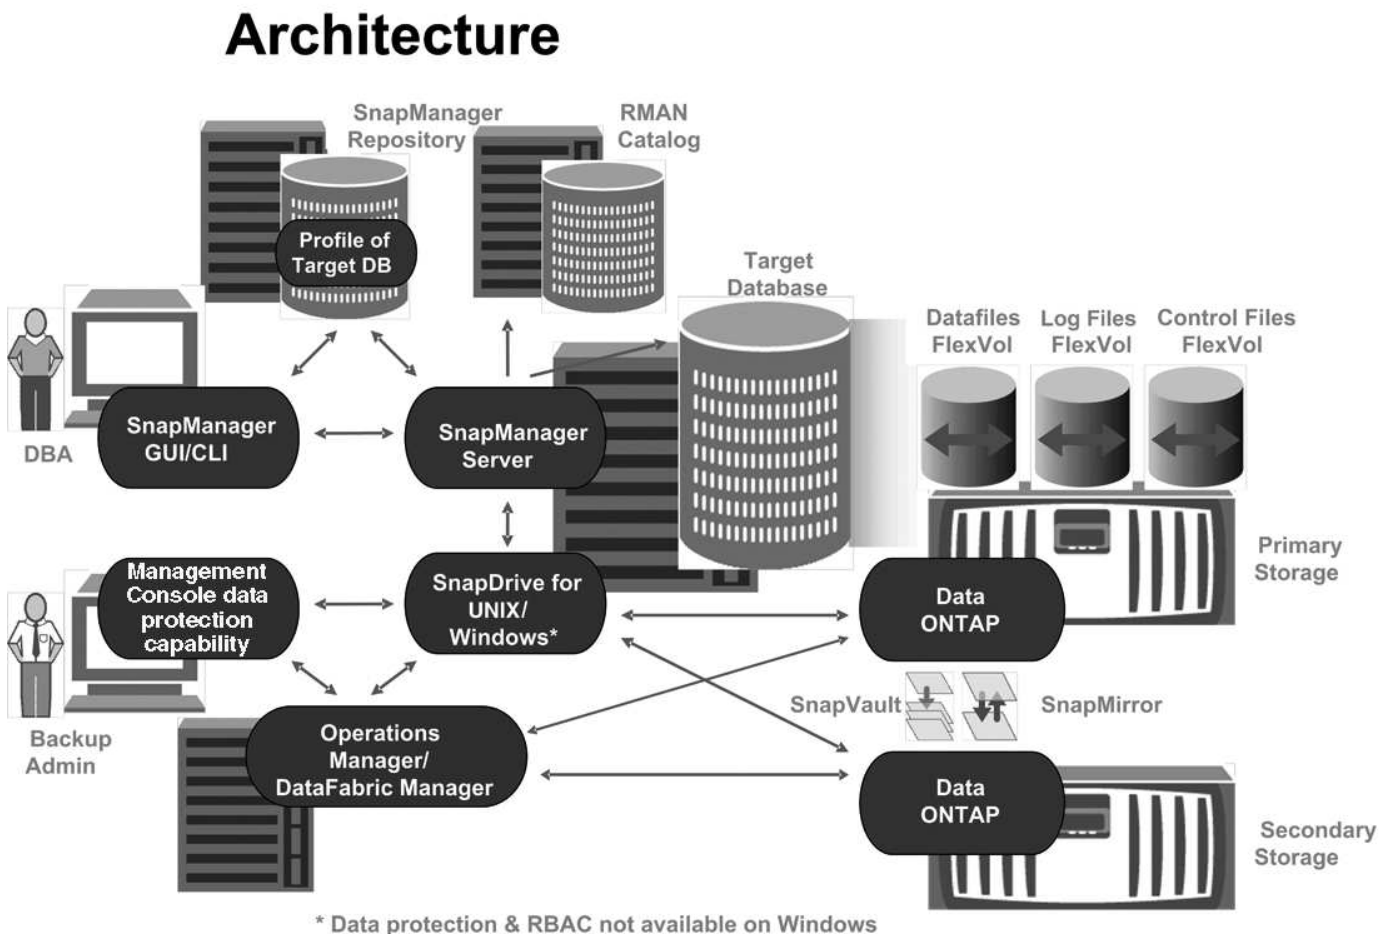 Architecture
SnapManager
Repository
RMAN
Catalog
Profile of
Target DB
Target
Database
Datafiles
FlexVol
Log Files
FlexVol
Control Files
FlexVol
DBA
SnapManager
GUI/CLI
SnapManager
Server
Primary
Storage
Management
Console data
protection
capability
SnapDrive for
UNIX/
Windows*
Data
ONTAP
Backup
Admin
Operations
Manager/
DataFabric Manager
SnapVault
SnapMirror
Data
ONTAP
Secondary
Storage
* Data protection & RBAC not available on Windows